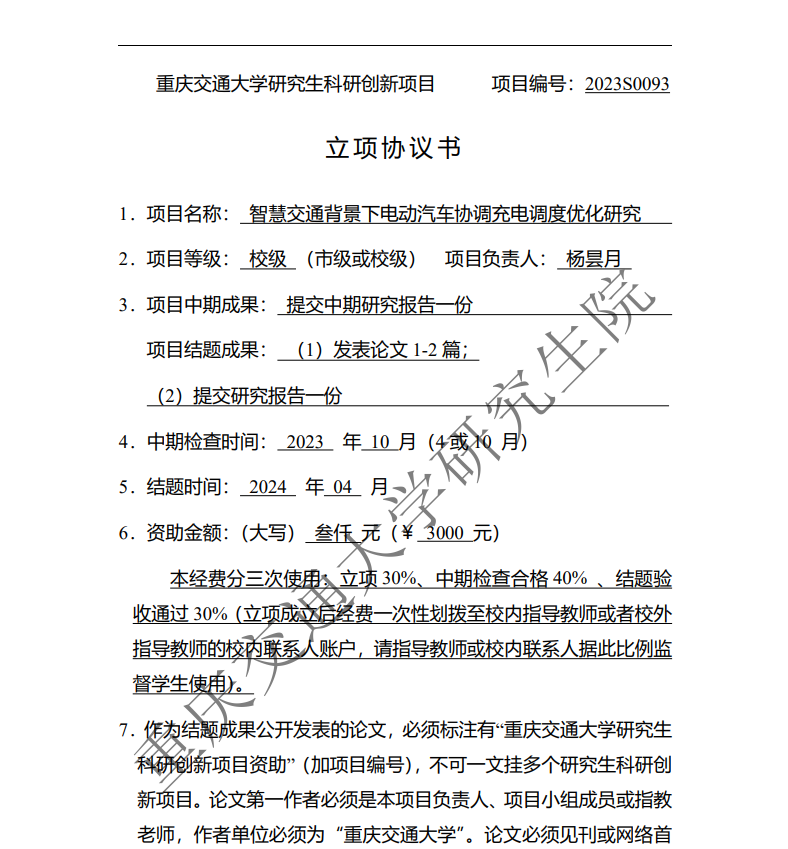 重庆交通大学研究生科研创新项目 项目编号：2023S0093
立项协议书
1．项目名称： 智慧交通背景下电动汽车协调充电调度优化研究
2．项目等级： 校级 （市级或校级） 项目负责人： 杨昙月
3．项目中期成果： 提交中期研究报告一份
项目结题成果： （1）发表论文 1-2 篇；
（2）提交研究报告一份
4．中期检查时间： 2023 年 10 月（4 或 10 月）
5．结题时间： 2024 年 04 月
6．资助金额：（大写） 叁仟 元（￥ 3000 元）
本经费分三次使用：立项 30%、中期检查合格 40% 、结题验
收通过 30%（立项成立后经费一次性划拨至校内指导教师或者校外
指导教师的校内联系人账户，请指导教师或校内联系人据此比例监
督学生使用）。
7．作为结题成果公开发表的论文，必须标注有“重庆交通大学研究生
科研创新项目资助”（加项目编号），不可一文挂多个研究生科研创
新项目。论文第一作者必须是本项目负责人、项目小组成员或指教
老师，作者单位必须为“重庆交通大学”。论文必须见刊或网络首
重庆交通大学研究生院